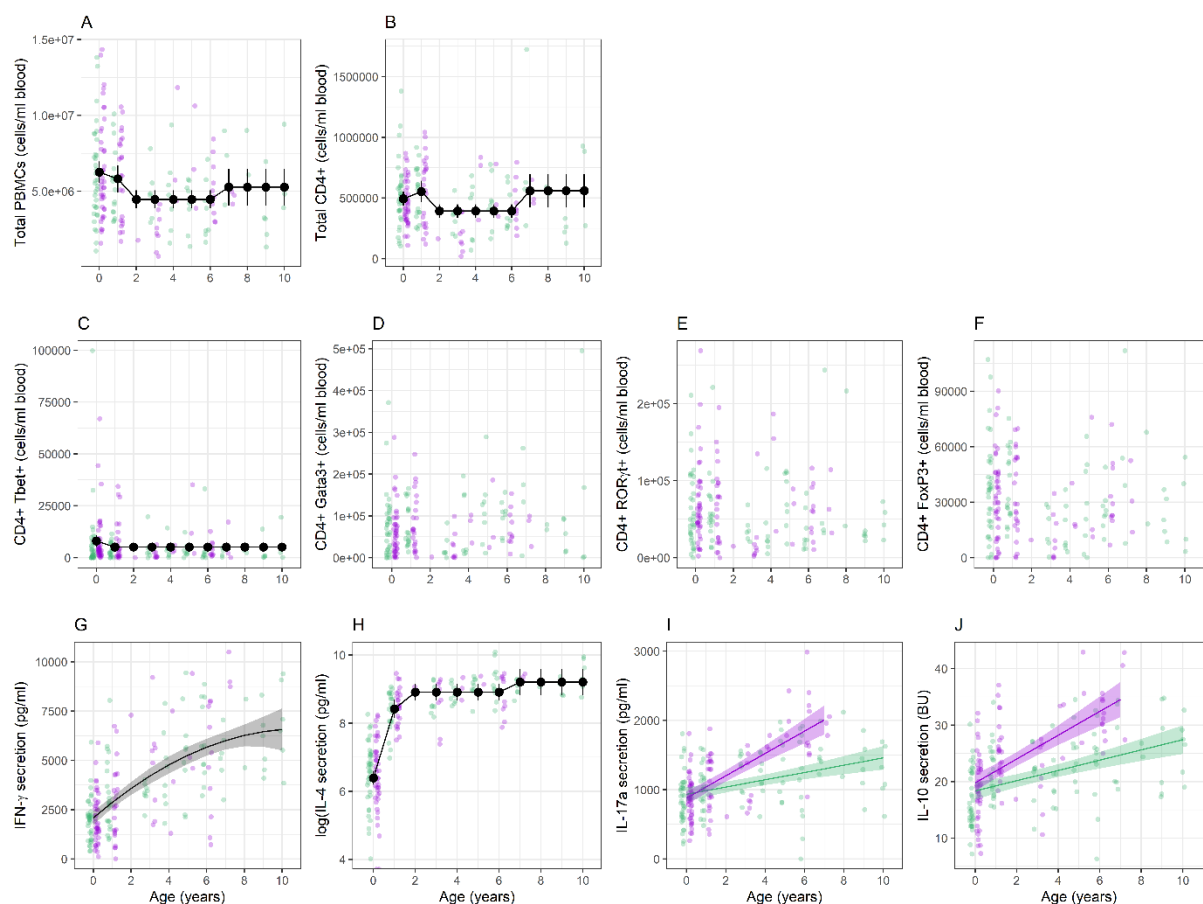 A
Total PBMCs (cells/ml blood)
1.5e+07
1.0e+07
5.0e+06
0 2 4 6 8 10
B
Total CD4+ (cells/ml blood)
1500000
1000000
500000
0
0 2 4 6 8 10
C
CD4+ Tbet+ (cells/ml blood)
100000
75000
50000
25000
0
0 2 4 6 8 10
D
CD4+ Gata3+ (cells/ml blood)
5e+05
4e+05
3e+05
2e+05
1e+05
0e+00
0 2 4 6 8 10
E
CD4+ RORγt+ (cells/ml blood)
2e+05
1e+05
0e+00
0 2 4 6 8 10
F
CD4+ FoxP3+ (cells/ml blood)
90000
60000
30000
0
0 2 4 6 8 10
G
IFN-γ secretion (pg/ml)
10000
7500
5000
2500
0
0 2 4 6 8 10
Age (years)
H
log(IL-4 secretion (pg/ml)
10
8
6
4
0 2 4 6 8 10
Age (years)
I
IL-17a secretion (pg/ml)
3000
2000
1000
0
0 2 4 6 8 10
Age (years)
J
IL-10 secretion (BU)
40
30
20
10
0 2 4 6 8 10
Age (years)